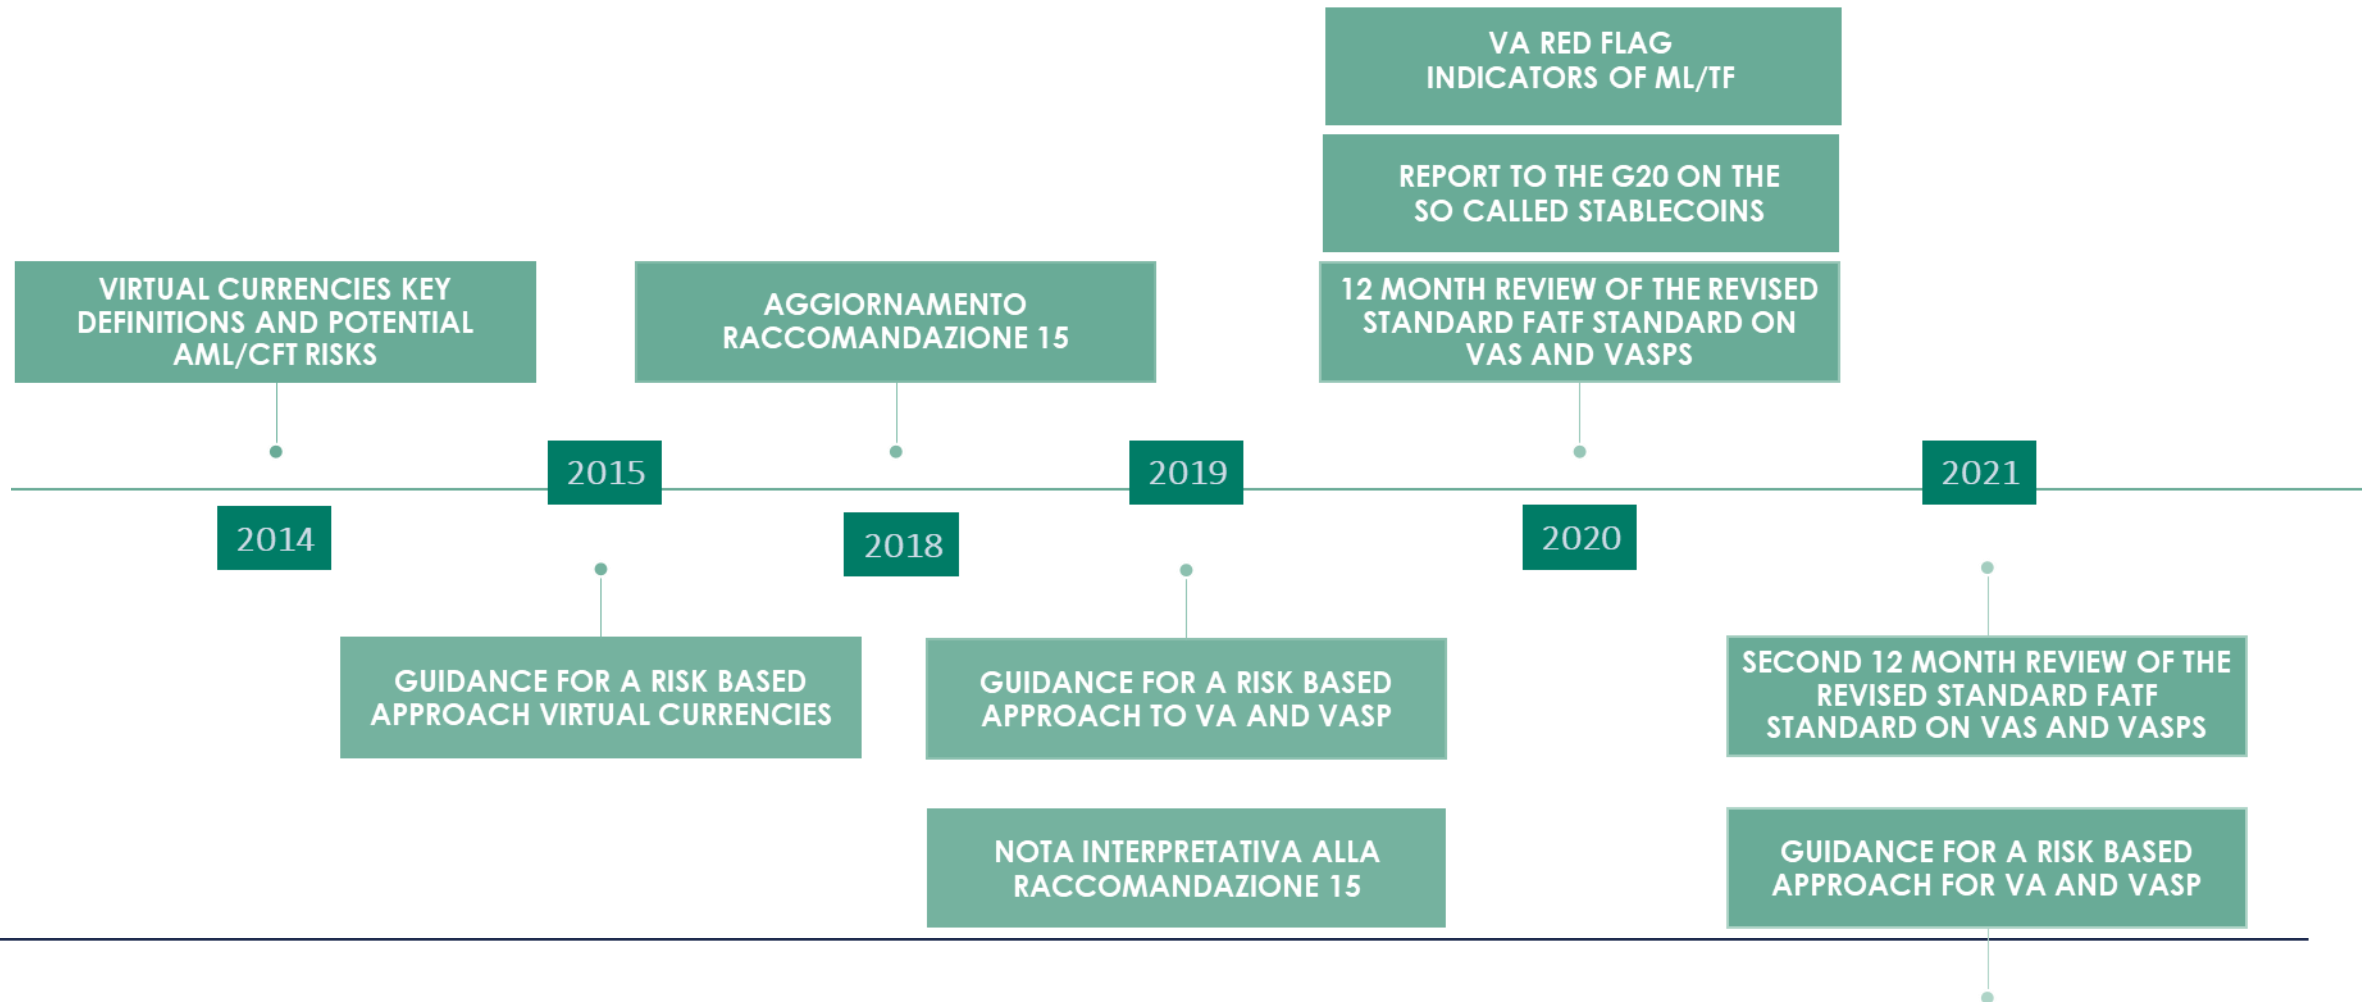 VA RED FLAG
INDICATORS OF ML/TF
REPORT TO THE G20 ON THE
SO CALLED STABLECOINS
VIRTUAL CURRENCIES KEY
DEFINITIONS AND POTENTIAL
AML/CFT RISKS
AGGIORNAMENTO
RACCOMANDAZIONE 15
12 MONTH REVIEW OF THE REVISED
STANDARD FATF STANDARD ON
VAS AND VASPS
2015
2019
2021
2014
2018
2020
GUIDANCE FOR A RISK BASED
APPROACH VIRTUAL CURRENCIES
GUIDANCE FOR A RISK BASED
APPROACH TO VA AND VASP
SECOND 12 MONTH REVIEW OF THE
REVISED STANDARD FATF
STANDARD ON VAS AND VASPS
NOTA INTERPRETATIVA ALLA
RACCOMANDAZIONE 15
GUIDANCE FOR A RISK BASED
APPROACH FOR VA AND VASP